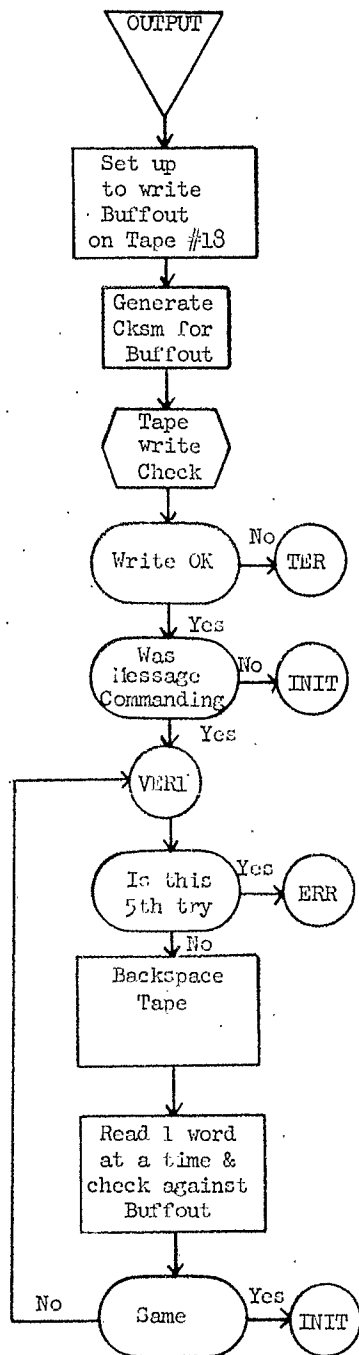 OUTPUT
Set up
to write
Buffout
on Tape #18
Generate
Cksm for
Buffout
Tape
Write
Check
Write OK
No
TER
Yes
Was
Message
Commanding
No
INIT
Yes
VER1
Is this
5th try
Yes
ERR
No
Backspace
Tape
Read 1 word
at a time &
check against
Buffout
No
Same
Yes
INIT